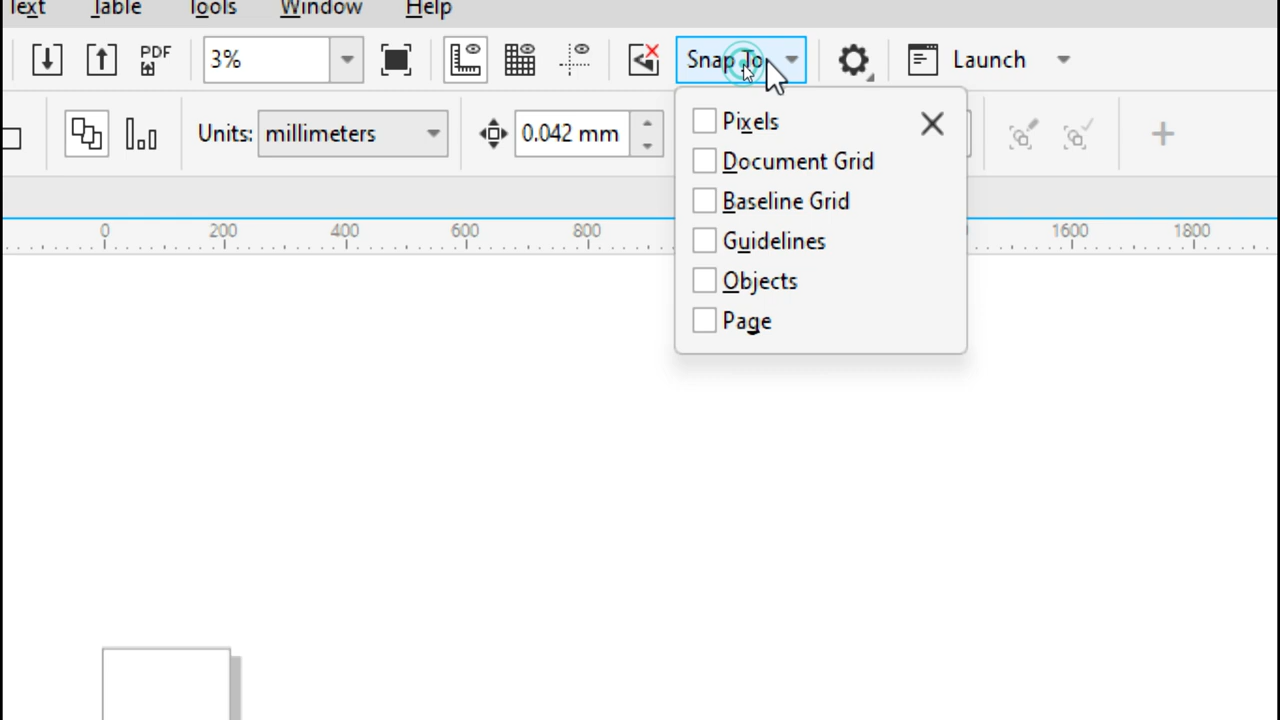 Text Table Tools Window Help
PDF 3% Snap To Launch
Units: millimeters 0.042 mm
Pixels
Document Grid
Baseline Grid
Guidelines
Objects
Page
0 200 400 600 800 1600 1800